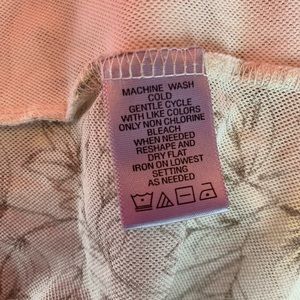 MACHINE WASH
COLD
GENTLE CYCLE
WITH LIKE COLORS
ONLY NON CHLORINE
BLEACH
WHEN NEEDED
RESHAPE AND
DRY FLAT
IRON ON LOWEST
SETTING
AS NEEDED